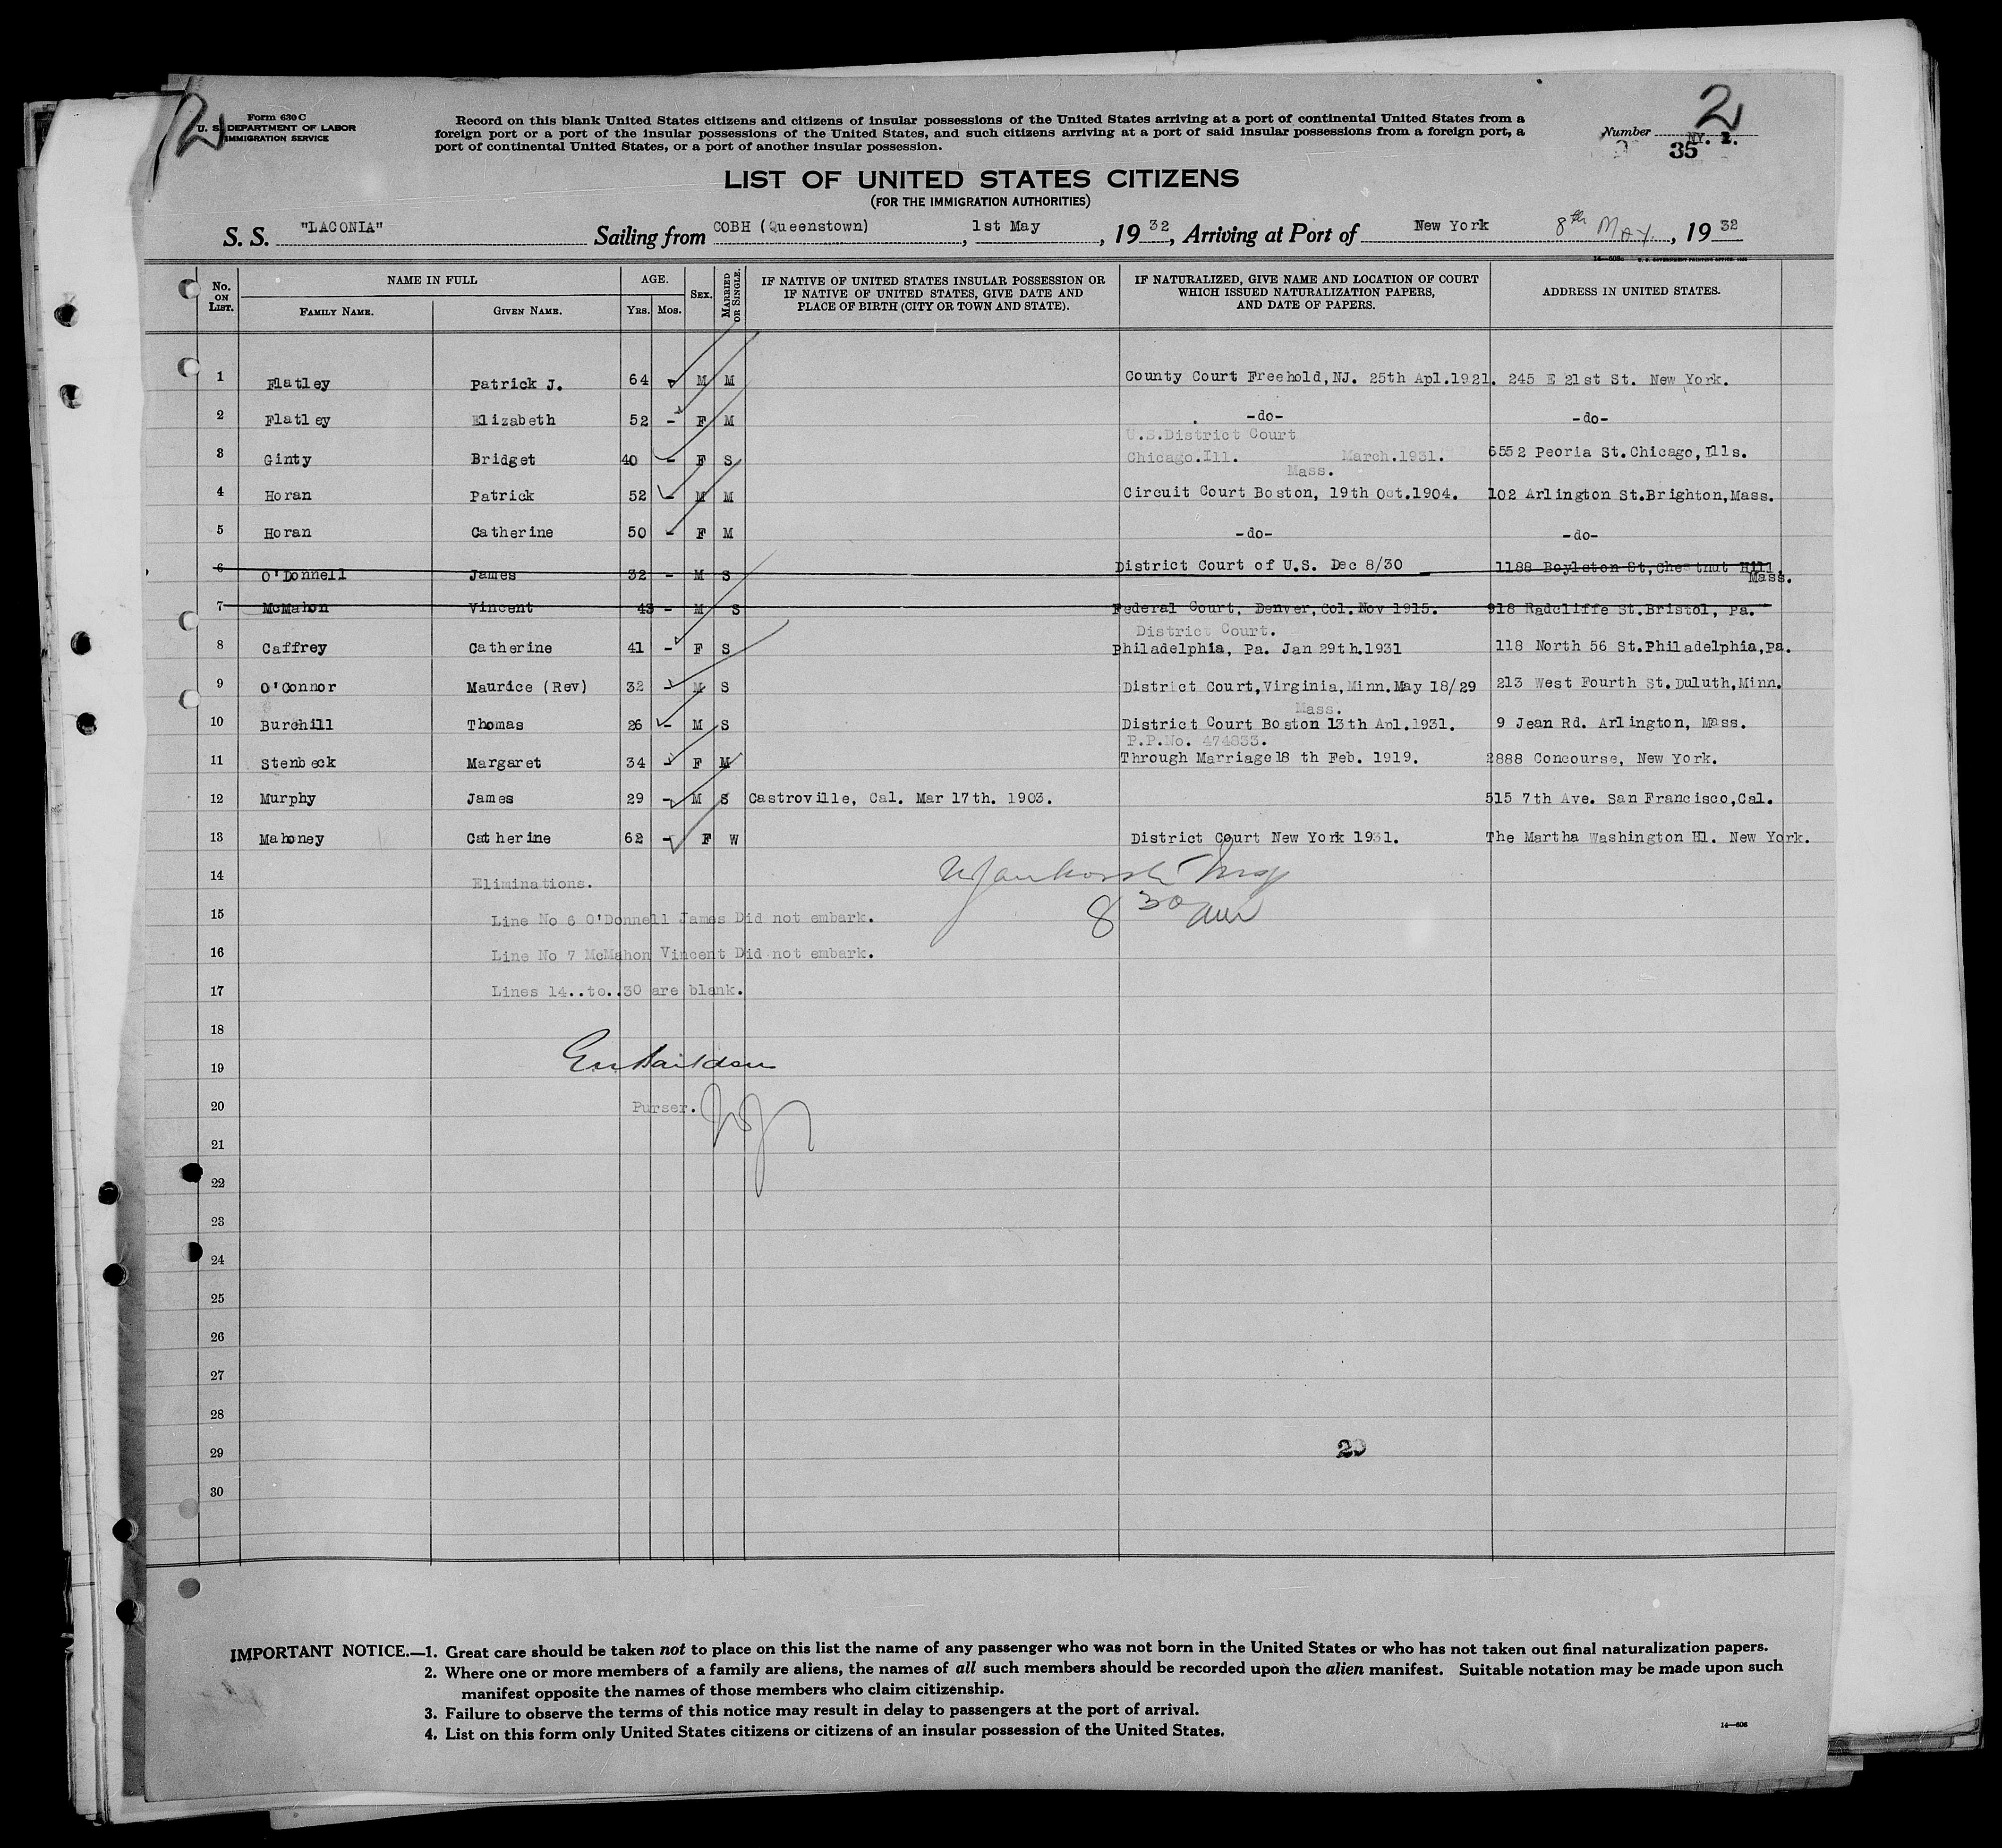 2
Form 630 C
U. S. DEPARTMENT OF LABOR
IMMIGRATION SERVICE
Record on this blank United States citizens and citizens of insular possessions of the United States arriving at a port of continental United States from a
foreign port or a port of the insular possessions of the United States, and such citizens arriving at a port of said insular possessions from a foreign port, a
port of continental United States, or a port of another insular possession.
2
Number NY. 1.
35
LIST OF UNITED STATES CITIZENS
(FOR THE IMMIGRATION AUTHORITIES)
S. S. "LACONIA" Sailing from COBH (Queenstown), 1st May, 1932, Arriving at Port of New York 8th May, 1932
No. ON LIST. NAME IN FULL AGE. SEX. MARRIED OR SINGLE. IF NATIVE OF UNITED STATES INSULAR POSSESSION OR IF NATIVE OF UNITED STATES, GIVE DATE AND PLACE OF BIRTH (CITY OR TOWN AND STATE). IF NATURALIZED, GIVE NAME AND LOCATION OF COURT WHICH ISSUED NATURALIZATION PAPERS, AND DATE OF PAPERS. ADDRESS IN UNITED STATES.
FAMILY NAME. GIVEN NAME. YRS. MOS.
1 Flatley Patrick J. 64 M M County Court Freehold,NJ. 25th Apl.1921. 245 E 21st St. New York.
2 Flatley Elizabeth 52 - F M -do- -do-
U.S.District Court
3 Ginty Bridget 40 - F S Chicago.Ill. March.1931. 6552 Peoria St.Chicago,Ills.
Mass.
4 Horan Patrick 52 - M M Circuit Court Boston, 19th Oct.1904. 102 Arlington St.Brighton,Mass.
5 Horan Catherine 50 - F M -do- -do-
6 O'Donnell James 32 - M S District Court of U.S. Dec 8/30 1188 Boylston St,Chestnut Hill
Mass.
7 McMahon Vincent 43 - M S Federal Court, Denver,Col. Nov 1915. 918 Radcliffe St.Bristol, Pa.
District Court.
8 Caffrey Catherine 41 - F S Philadelphia, Pa. Jan 29th.1931 118 North 56 St.Philadelphia,Pa.
9 O'Connor Maurice (Rev) 32 - M S District Court,Virginia,Minn.May 18/29 213 West Fourth St.Duluth,Minn.
Mass.
10 Burchill Thomas 26 - M S District Court Boston 13th Apl.1931. 9 Jean Rd. Arlington, Mass.
P.P.No. 474833.
11 Stenbeck Margaret 34 - F M Through Marriage 18 th Feb. 1919. 2888 Concourse, New York.
12 Murphy James 29 - M S Castroville, Cal. Mar 17th. 1903. 515 7th Ave. San Francisco,Cal.
13 Mahoney Catherine 62 - F W District Court New York 1931. The Martha Washington Hl. New York.
14 Eliminations.
15 Line No 6 O'Donnell James Did not embark. 8 30
16 Line No 7 McMahon Vincent Did not embark.
17 Lines 14..to..30 are blank.
18
19
20 Purser.
21
22
23
24
25
26
27
28
29 29
30
IMPORTANT NOTICE.—1. Great care should be taken not to place on this list the name of any passenger who was not born in the United States or who has not taken out final naturalization papers.
2. Where one or more members of a family are aliens, the names of all such members should be recorded upon the alien manifest. Suitable notation may be made upon such
manifest opposite the names of those members who claim citizenship.
3. Failure to observe the terms of this notice may result in delay to passengers at the port of arrival.
4. List on this form only United States citizens or citizens of an insular possession of the United States.
14—606